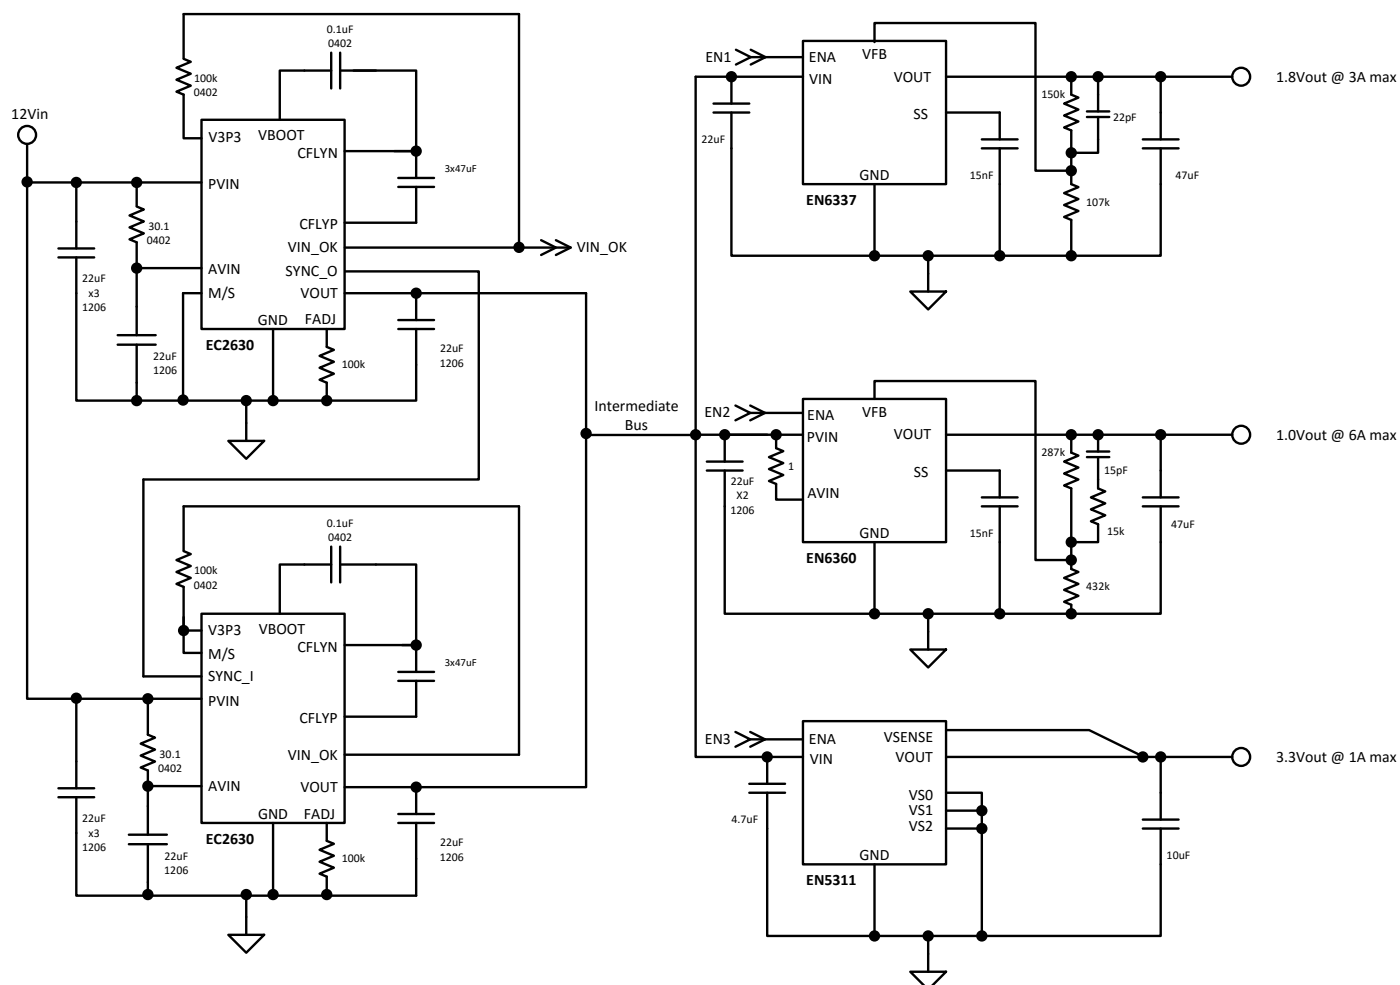 12Vin
100k
0402
0.1uF
0402
V3P3
VBOOT
CFLYN
PVIN
3x47uF
30.1
0402
CFLYP
VIN_OK
VIN_OK
AVIN
SYNC_O
22uF
x3
1206
M/S
VOUT
GND
FADJ
EC2630
22uF
1206
100k
22uF
1206
0.1uF
0402
100k
0402
V3P3
VBOOT
M/S
CFLYN
SYNC_I
3x47uF
PVIN
CFLYP
30.1
0402
VIN_OK
AVIN
VOUT
22uF
x3
1206
GND
FADJ
EC2630
22uF
1206
100k
22uF
1206
Intermediate
Bus
EN1
ENA
VFB
VIN
VOUT
1.8Vout @ 3A max
22uF
SS
150k
22pF
GND
15nF
47uF
EN6337
107k
EN2
ENA
VFB
PVIN
VOUT
1.0Vout @ 6A max
1
22uF
X2
1206
SS
287k
15pF
AVIN
GND
15nF
15k
47uF
EN6360
432k
EN3
ENA
VSENSE
VIN
VOUT
3.3Vout @ 1A max
4.7uF
VS0
VS1
VS2
GND
10uF
EN5311